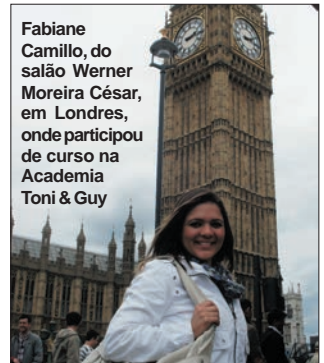 Fabiane
Camillo, do
salão Werner
Moreira César,
em Londres,
onde participou
de curso na
Academia
Toni & Guy